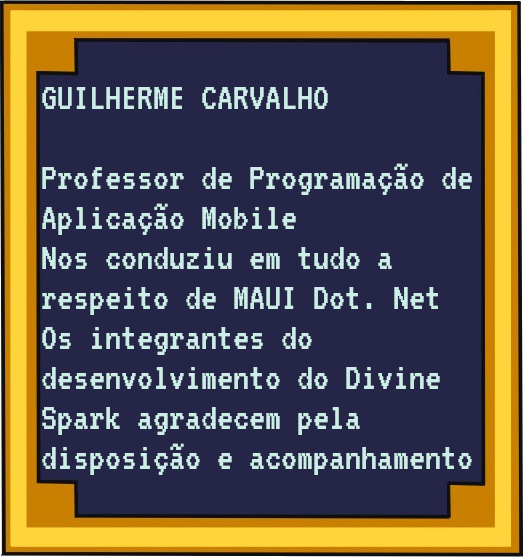 GUILHERME CARVALHO
Professor de Programação de
Aplicação Mobile
Nos conduziu em tudo a
respeito de MAUI Dot. Net
Os integrantes do
desenvolvimento do Divine
Spark agradecem pela
disposição e acompanhamento